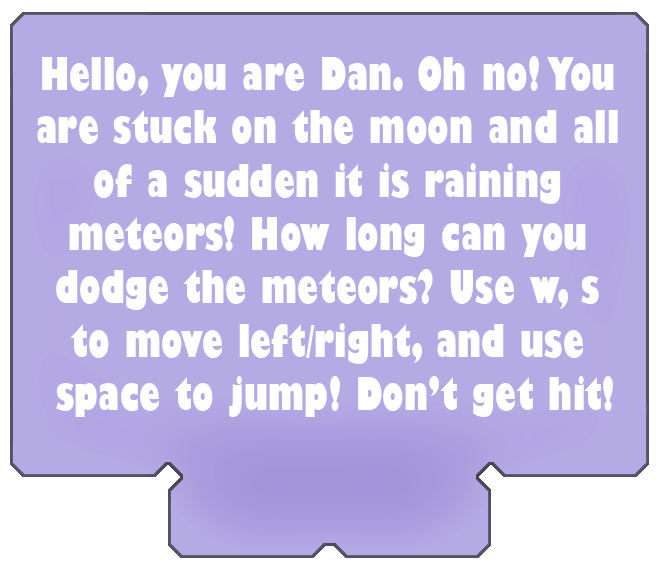 Hello, you are Dan. Oh no! You
are stuck on the moon and all
of a sudden it is raining
meteors! How long can you
dodge the meteors? Use w, s
to move left/right, and use
space to jump! Don't get hit!